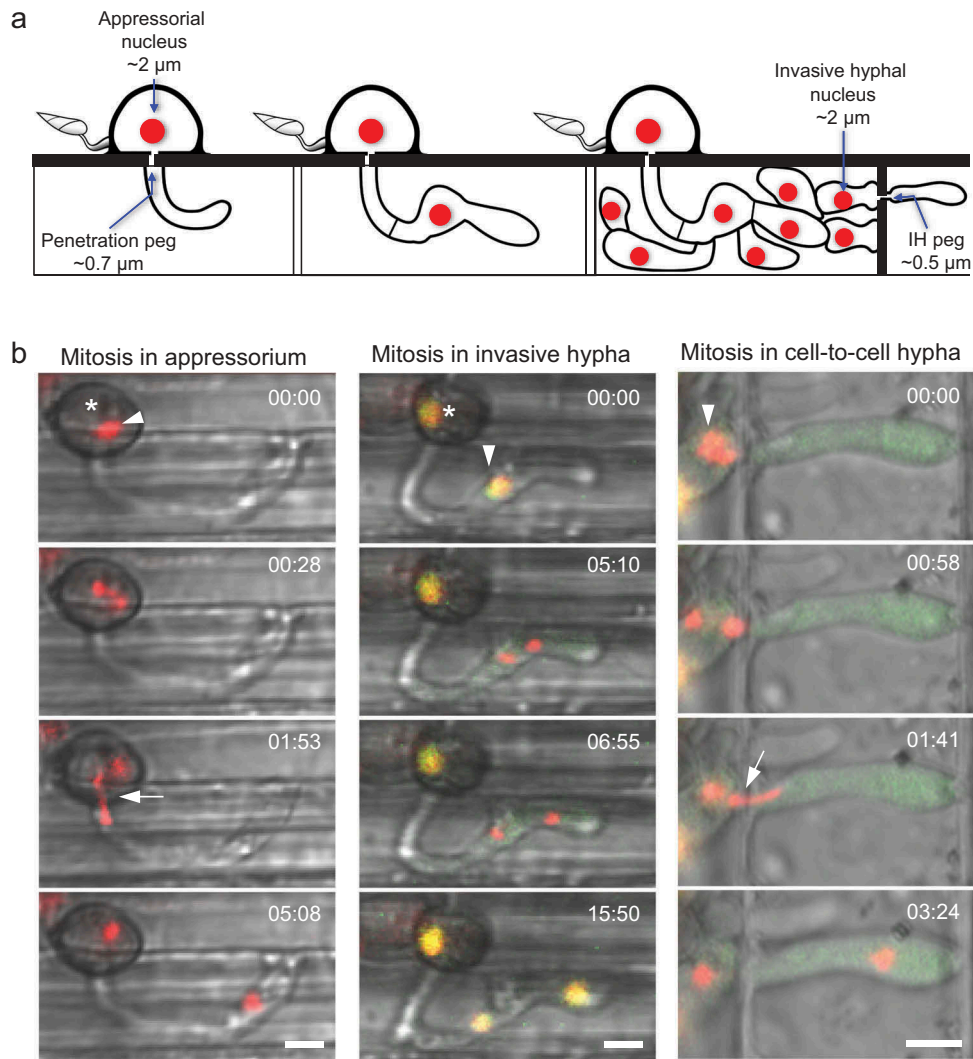 a
Appressorial
nucleus
~2 µm
Invasive hyphal
nucleus
~2 µm
Penetration peg
~0.7 µm
IH peg
~0.5 µm
b
Mitosis in appressorium
Mitosis in invasive hypha
Mitosis in cell-to-cell hypha
*
00:00
*
00:00
00:00
00:28
05:10
00:58
01:53
06:55
01:41
05:08
15:50
03:24